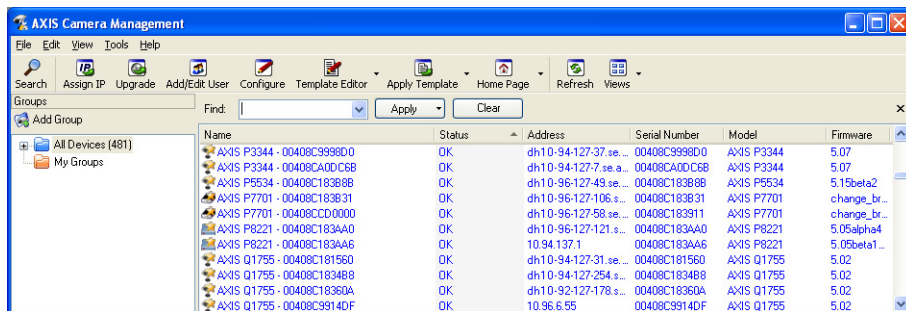 AXIS Camera Management
File Edit View Tools Help
Search Assign IP Upgrade Add/Edit User Configure Template Editor Apply Template Home Page Refresh Views
Groups
Add Group
All Devices (481)
My Groups
Find: Apply Clear
Name Status Address Serial Number Model Firmware
AXIS P3344 - 00408C9998D0 OK dh10-94-127-37.se.... 00408C9998D0 AXIS P3344 5.07
AXIS P3344 - 00408CA0DC6B OK dh10-94-127-7.se.a... 00408CA0DC6B AXIS P3344 5.07
AXIS P5534 - 00408C183B8B OK dh10-96-127-49.se.... 00408C183B8B AXIS P5534 5.15beta2
AXIS P7701 - 00408C183B31 OK dh10-96-127-106.s... 00408C183B31 AXIS P7701 change_br...
AXIS P7701 - 00408CCD0000 OK dh10-96-127-58.se.... 00408C183911 AXIS P7701 change_br...
AXIS P8221 - 00408C183AA0 OK dh10-96-127-121.s... 00408C183AA0 AXIS P8221 5.05alpha4
AXIS P8221 - 00408C183AA6 OK 10.94.137.1 00408C183AA6 AXIS P8221 5.05beta1...
AXIS Q1755 - 00408C181560 OK dh10-94-127-31.se.... 00408C181560 AXIS Q1755 5.02
AXIS Q1755 - 00408C1834B8 OK dh10-94-127-254.s... 00408C1834B8 AXIS Q1755 5.02
AXIS Q1755 - 00408C18360A OK dh10-92-127-178.s... 00408C18360A AXIS Q1755 5.02
AXIS Q1755 - 00408C9914DF OK 10.96.6.55 00408C9914DF AXIS Q1755 5.02